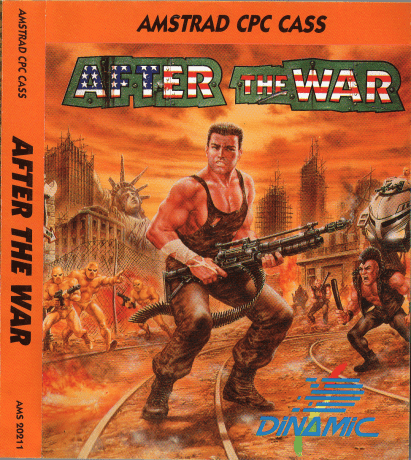 AMSTRAD CPC CASS
AFTER THE WAR
AMS 20211
AMSTRAD CPC CASS
AFTER THE WAR
DINAMIC